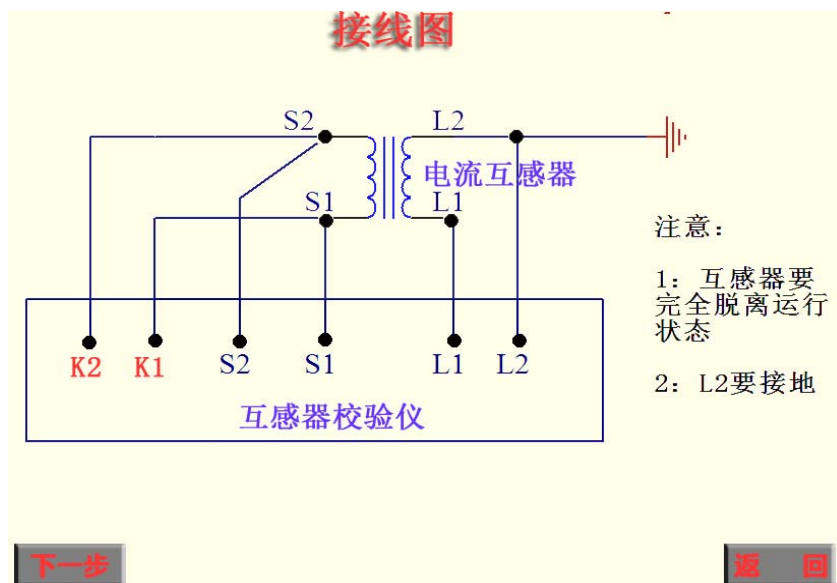 接线图
S2
L2
电流互感器
S1
L1
注意：
1：互感器要
完全脱离运行
状态
2：L2要接地
K2 K1 S2 S1 L1 L2
互感器校验仪
下一步
返 回